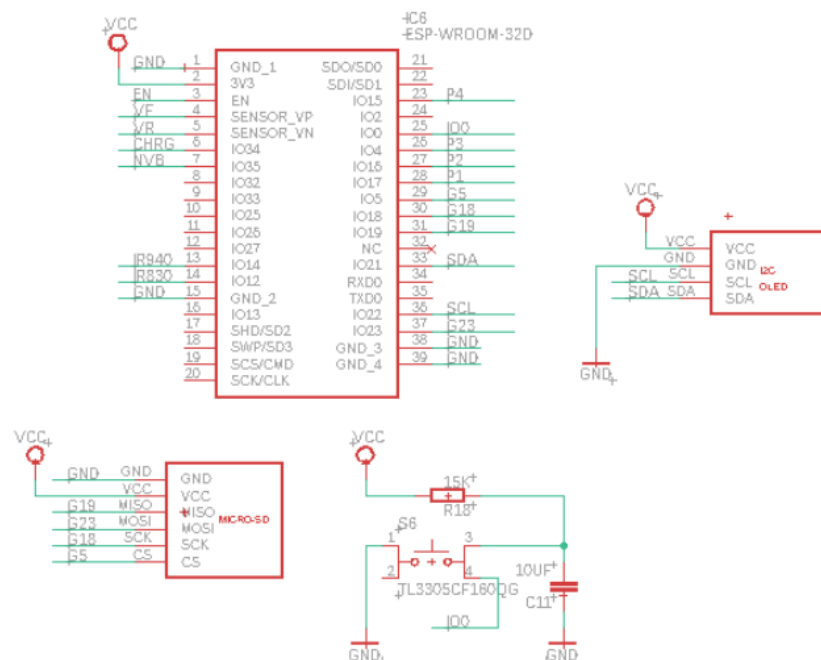 VCC
IC6
ESP-WROOM-32D
GND 1 GND_1 SDO/SD0 21
2 3V3 SDI/SD1 22
EN 3 EN IO15 23 P4
VF 4 SENSOR_VP IO2 24
VR 5 SENSOR_VN IO0 25 IO0
CHRG 6 IO34 IO4 26 P3
NVB 7 IO35 IO16 27 P2
8 IO32 IO17 28 P1
9 IO33 IO5 29 G5
10 IO25 IO18 30 G18
11 IO26 IO19 31 G19
12 IO27 NC 32
IR940 13 IO14 IO21 33 SDA
IR830 14 IO12 RXD0 34
GND 15 GND_2 TXD0 35
16 IO13 IO22 36 SCL
17 SHD/SD2 IO23 37 G23
18 SWP/SD3 GND_3 38 GND
19 SCS/CMD GND_4 39 GND
20 SCK/CLK
VCC
VCC VCC
GND GND
SCL SCL SCL
SDA SDA SDA
I2C
OLED
GND
VCC
GND GND GND
VCC VCC
G19 MISO MISO
G23 MOSI MOSI
G18 SCK SCK
G5 CS CS
MICRO-SD
VCC
15K
R18
S6
1 3
2 4
JL3305CF160QG
10UF
C11
IO0
GND
GND